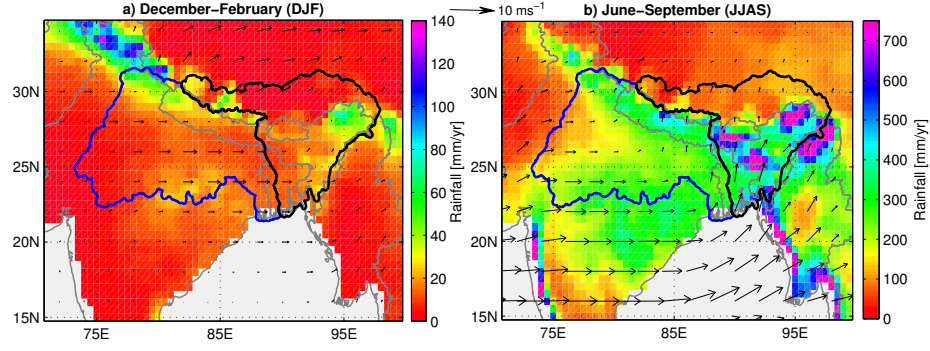 a) December–February (DJF)
10 ms⁻¹
b) June–September (JJAS)
30N
25N
20N
15N
75E
85E
95E
140
120
100
80
60
40
20
0
Rainfall [mm/yr]
30N
25N
20N
15N
75E
85E
95E
700
600
500
400
300
200
100
0
Rainfall [mm/yr]